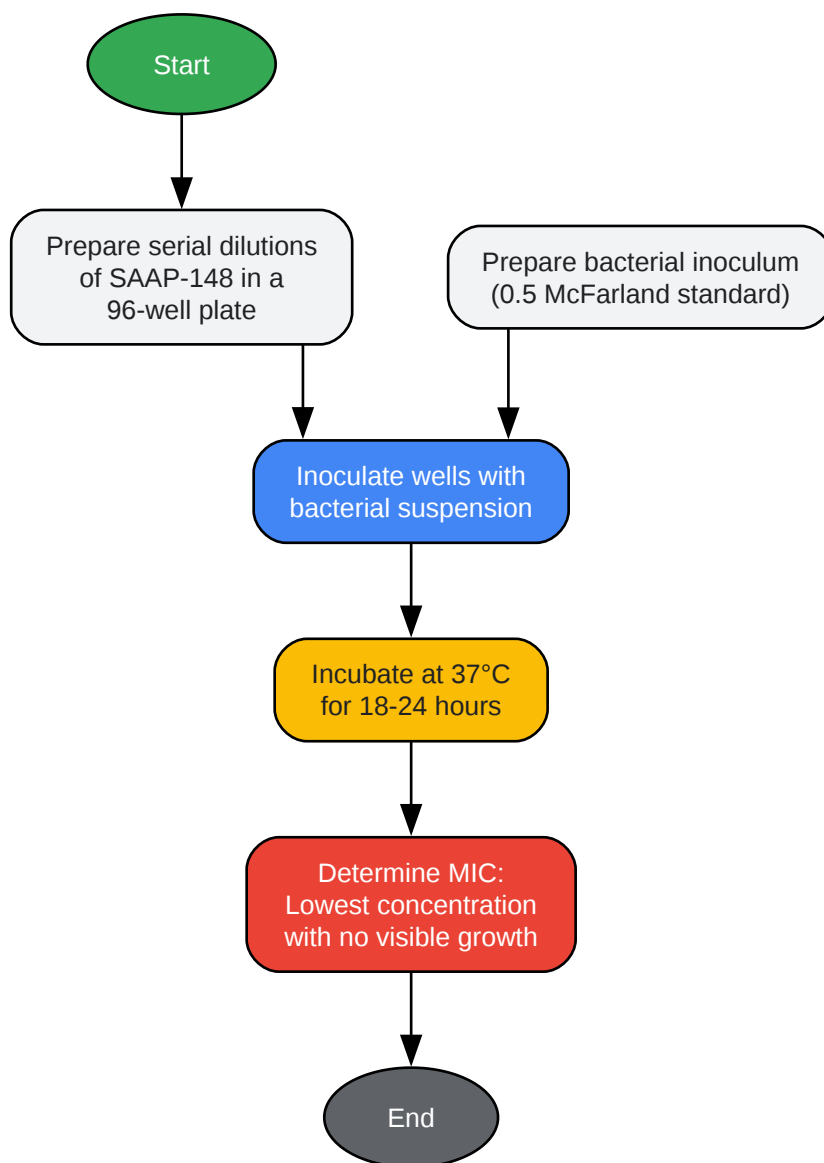 Start
Prepare serial dilutions
of SAAP-148 in a
96-well plate
Prepare bacterial inoculum
(0.5 McFarland standard)
Inoculate wells with
bacterial suspension
Incubate at 37°C
for 18-24 hours
Determine MIC:
Lowest concentration
with no visible growth
End